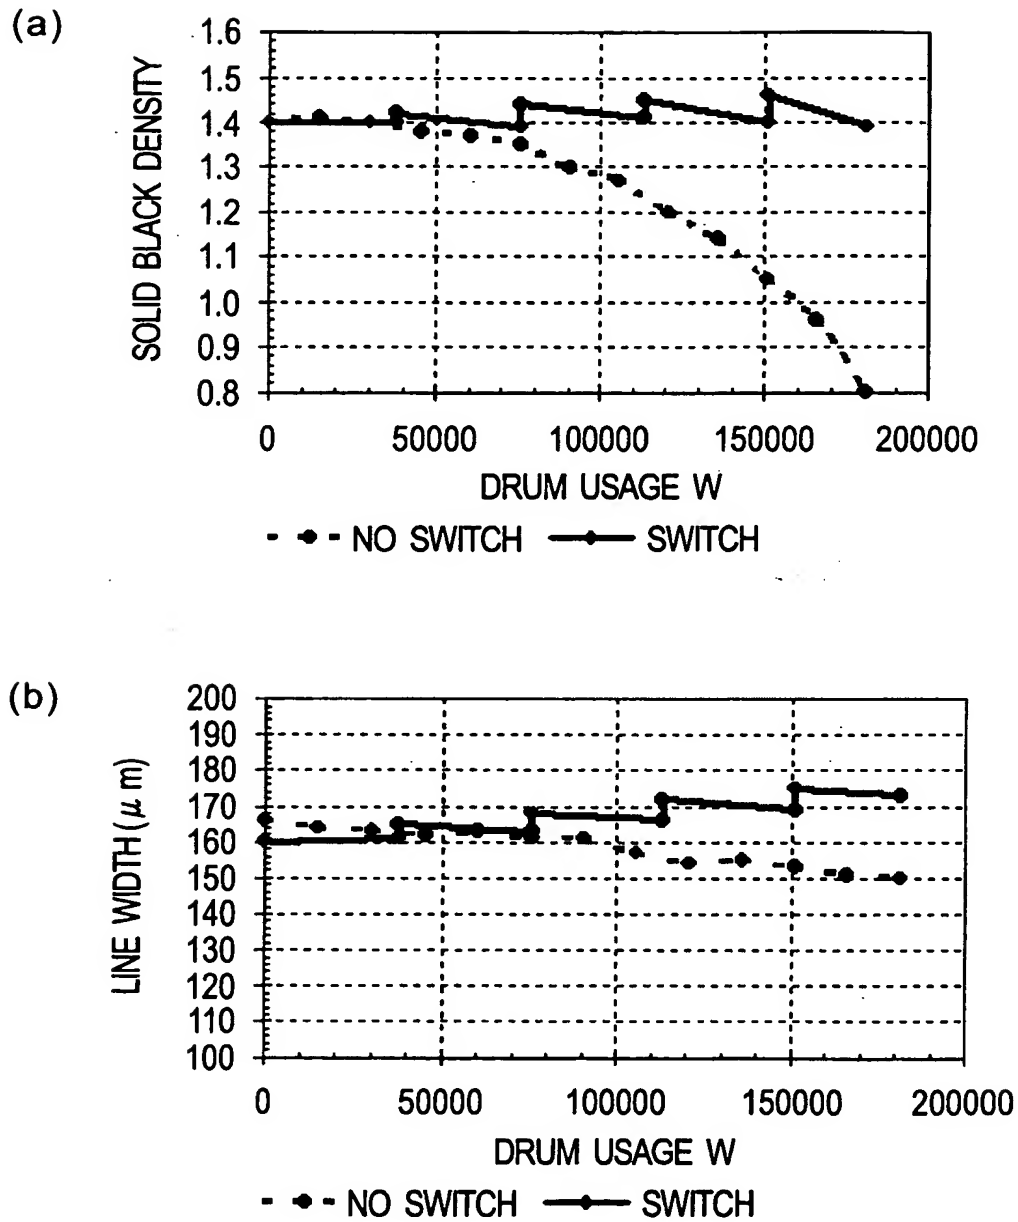 (a)
SOLID BLACK DENSITY
1.6
1.5
1.4
1.3
1.2
1.1
1.0
0.9
0.8
0 50000 100000 150000 200000
DRUM USAGE W
NO SWITCH SWITCH
(b)
LINE WIDTH (μm)
200
190
180
170
160
150
140
130
120
110
100
0 50000 100000 150000 200000
DRUM USAGE W
NO SWITCH SWITCH